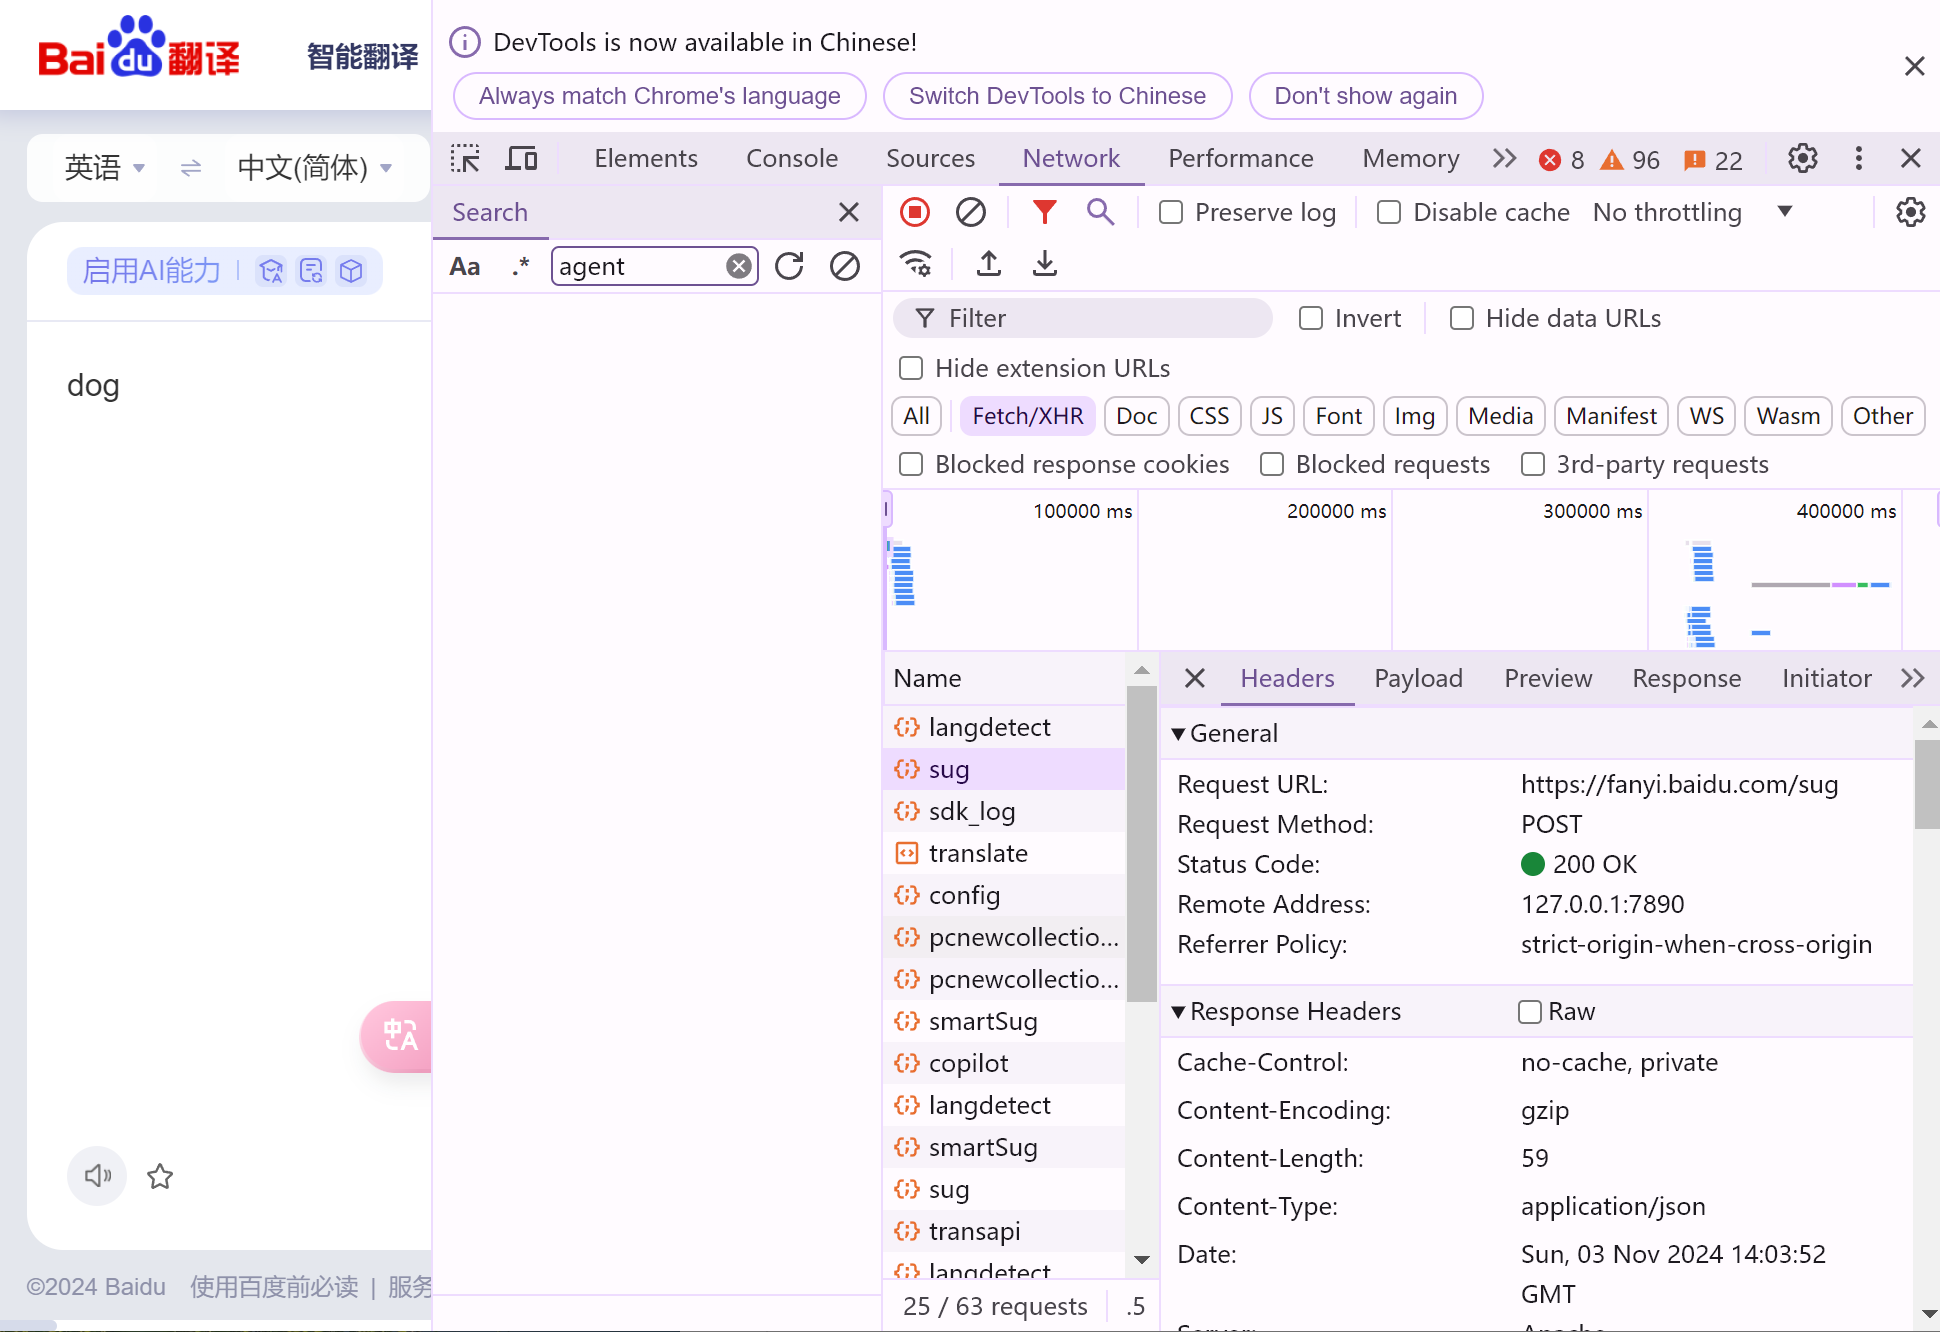 Bai du 翻译
智能翻译
英语
中文(简体)
启用AI能力
dog
©2024 Baidu 使用百度前必读 | 服务
DevTools is now available in Chinese!
Always match Chrome's language
Switch DevTools to Chinese
Don't show again
Elements Console Sources Network Performance Memory 8 96 22
Search
Aa .* agent
Preserve log Disable cache No throttling
Filter Invert Hide data URLs
Hide extension URLs
All Fetch/XHR Doc CSS JS Font Img Media Manifest WS Wasm Other
Blocked response cookies Blocked requests 3rd-party requests
100000 ms 200000 ms 300000 ms 400000 ms
Name
langdetect
sug
sdk_log
translate
config
pcnewcollectio...
pcnewcollectio...
smartSug
copilot
langdetect
smartSug
sug
transapi
langdetect
25 / 63 requests .5
Headers Payload Preview Response Initiator
General
Request URL: https://fanyi.baidu.com/sug
Request Method: POST
Status Code: 200 OK
Remote Address: 127.0.0.1:7890
Referrer Policy: strict-origin-when-cross-origin
Response Headers Raw
Cache-Control: no-cache, private
Content-Encoding: gzip
Content-Length: 59
Content-Type: application/json
Date: Sun, 03 Nov 2024 14:03:52
GMT
Server: Apache